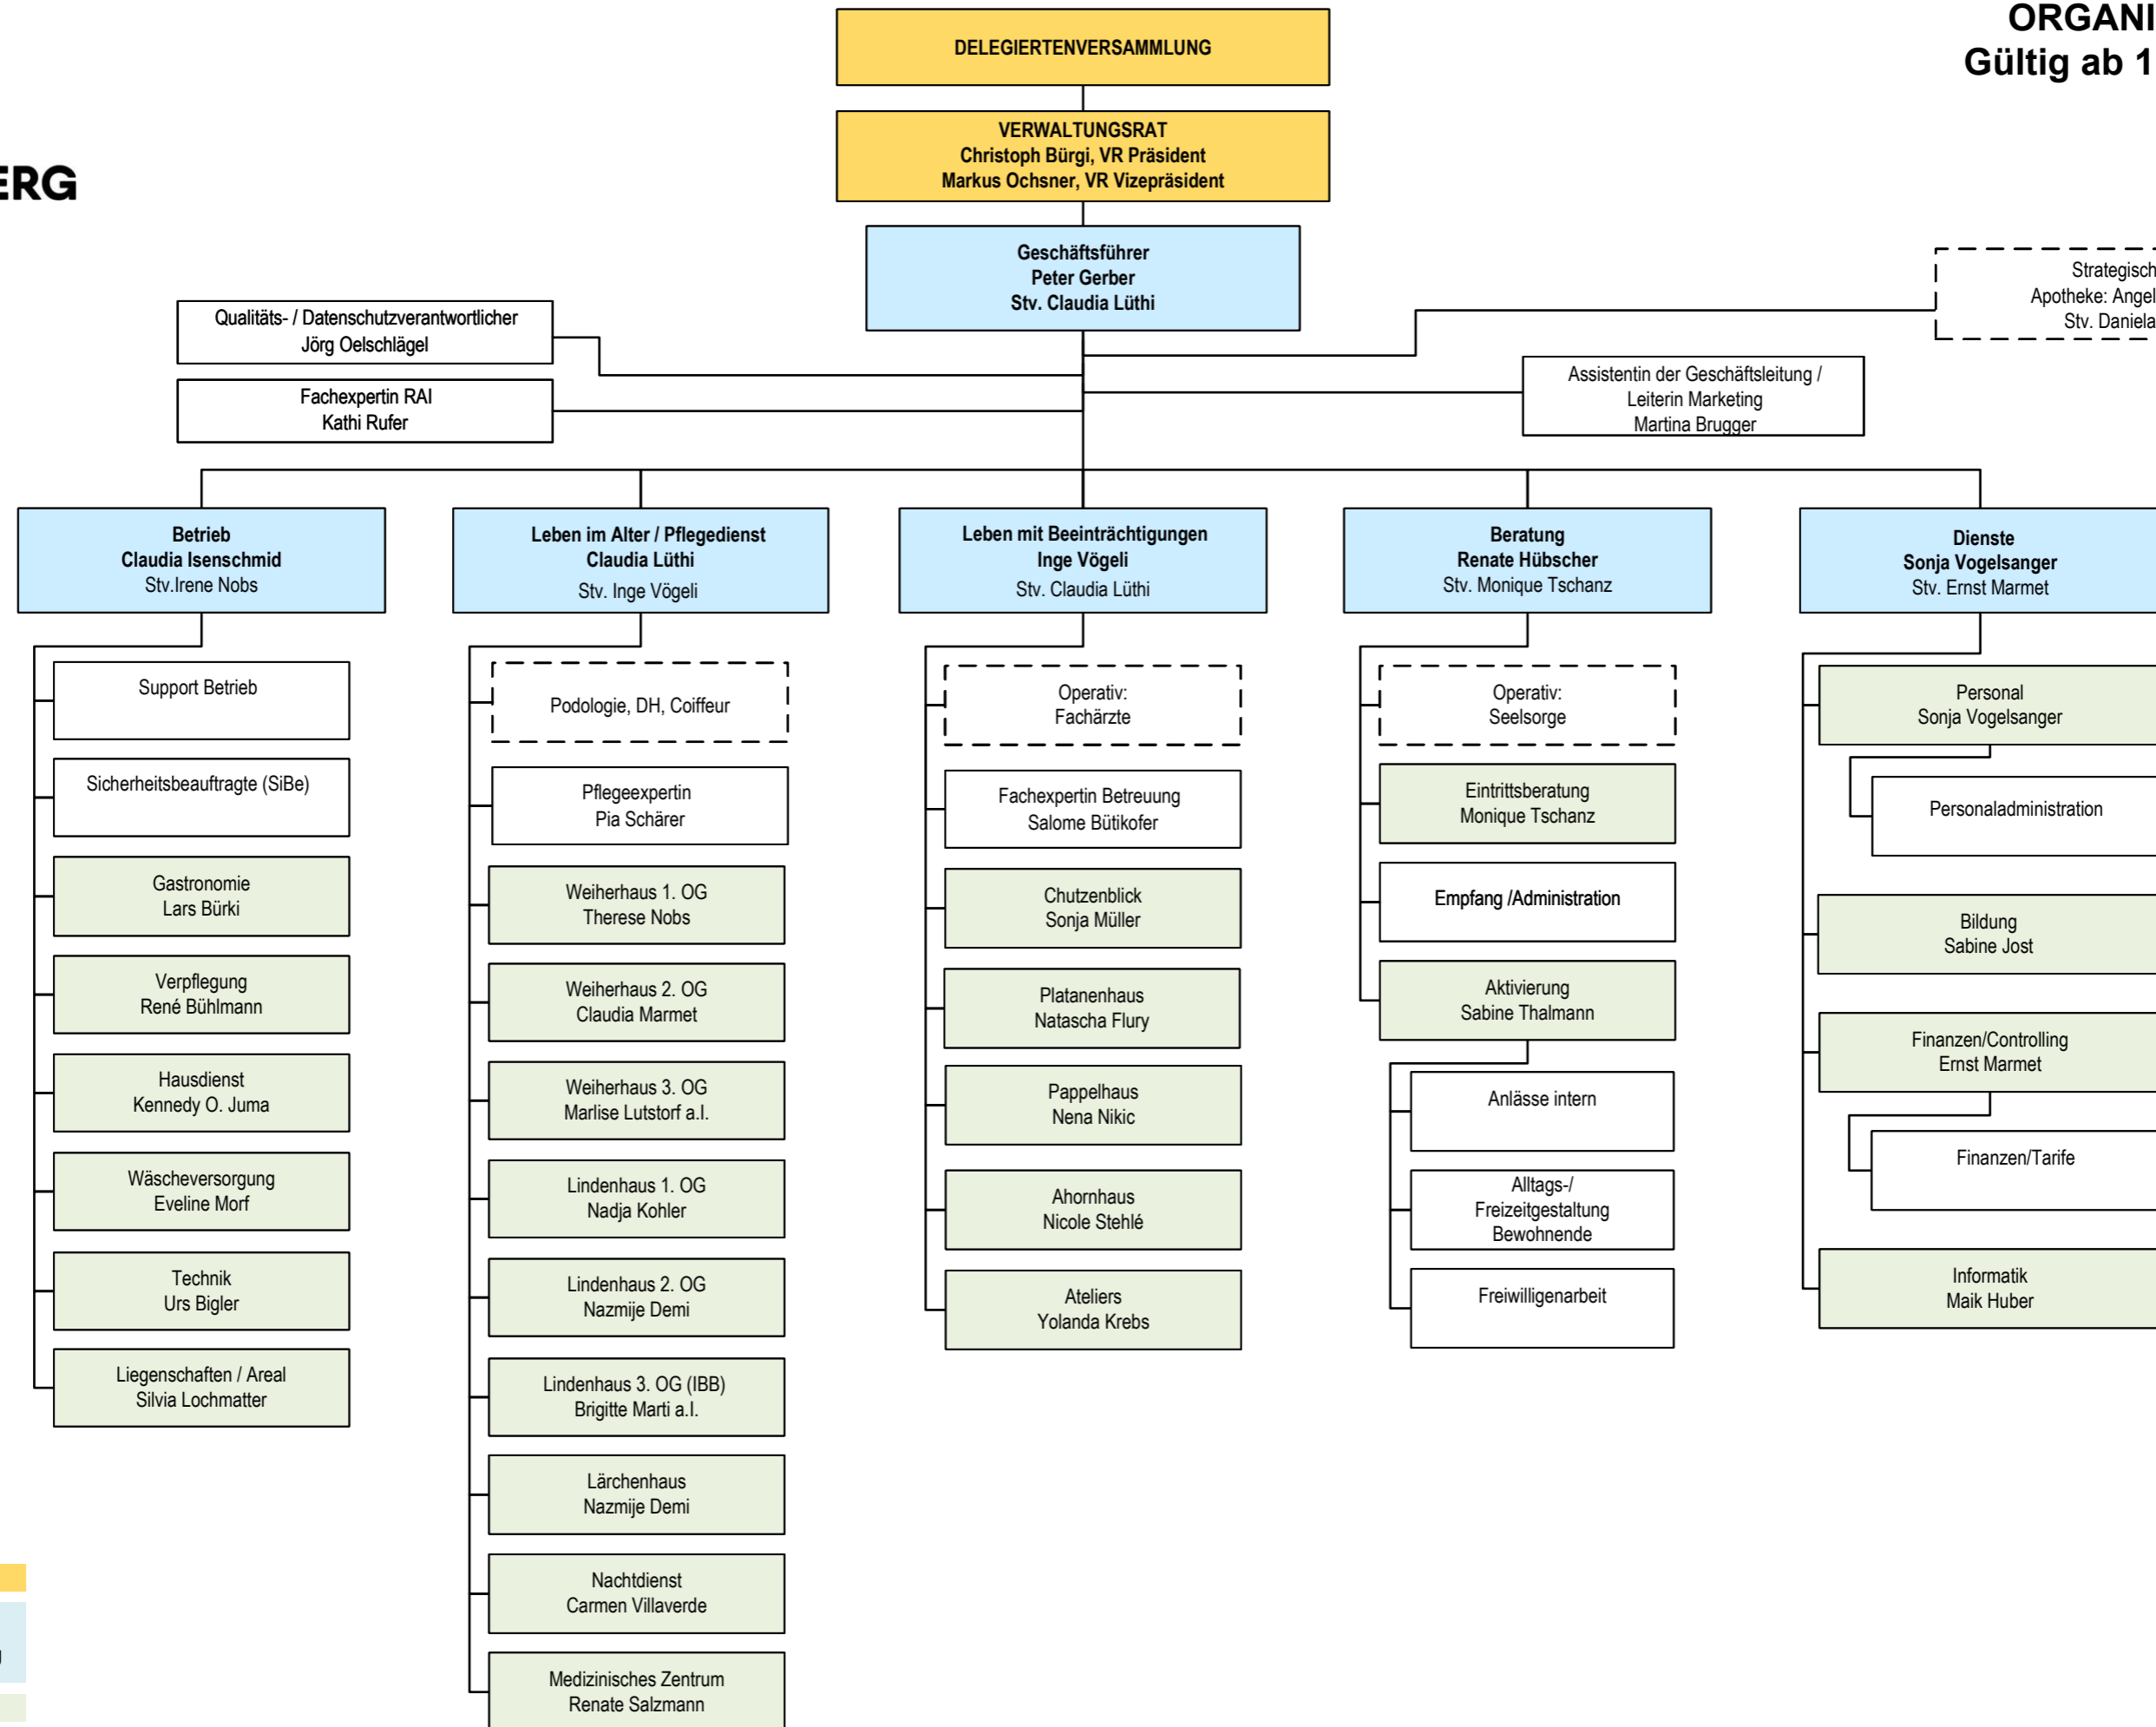 ORGANI
Gültig ab 1
ERG
DELEGIERTENVERSAMMLUNG
VERWALTUNGSRAT
Christoph Bürgi, VR Präsident
Markus Ochsner, VR Vizepräsident
Geschäftsführer
Peter Gerber
Stv. Claudia Lüthi
Strategisch
Apotheke: Angel
Stv. Daniela
Qualitäts- / Datenschutzverantwortlicher
Jörg Oelschlägel
Fachexpertin RAI
Kathi Rufer
Assistentin der Geschäftsleitung /
Leiterin Marketing
Martina Brugger
Betrieb
Claudia Isenschmid
Stv.Irene Nobs
Support Betrieb
Sicherheitsbeauftragte (SiBe)
Gastronomie
Lars Bürki
Verpflegung
René Bühlmann
Hausdienst
Kennedy O. Juma
Wäscheversorgung
Eveline Morf
Technik
Urs Bigler
Liegenschaften / Areal
Silvia Lochmatter
Leben im Alter / Pflegedienst
Claudia Lüthi
Stv. Inge Vögeli
Podologie, DH, Coiffeur
Pflegeexpertin
Pia Schärer
Weiherhaus 1. OG
Therese Nobs
Weiherhaus 2. OG
Claudia Marmet
Weiherhaus 3. OG
Marlise Lutstorf a.I.
Lindenhaus 1. OG
Nadja Kohler
Lindenhaus 2. OG
Nazmije Demi
Lindenhaus 3. OG (IBB)
Brigitte Marti a.I.
Lärchenhaus
Nazmije Demi
Nachtdienst
Carmen Villaverde
Medizinisches Zentrum
Renate Salzmann
Leben mit Beeinträchtigungen
Inge Vögeli
Stv. Claudia Lüthi
Operativ:
Fachärzte
Fachexpertin Betreuung
Salome Bütikofer
Chutzenblick
Sonja Müller
Platanenhaus
Natascha Flury
Pappelhaus
Nena Nikic
Ahornhaus
Nicole Stehlé
Ateliers
Yolanda Krebs
Beratung
Renate Hübscher
Stv. Monique Tschanz
Operativ:
Seelsorge
Eintrittsberatung
Monique Tschanz
Empfang /Administration
Aktivierung
Sabine Thalmann
Anlässe intern
Alltags-/
Freizeitgestaltung
Bewohnende
Freiwilligenarbeit
Dienste
Sonja Vogelsanger
Stv. Ernst Marmet
Personal
Sonja Vogelsanger
Personaladministration
Bildung
Sabine Jost
Finanzen/Controlling
Ernst Marmet
Finanzen/Tarife
Informatik
Maik Huber